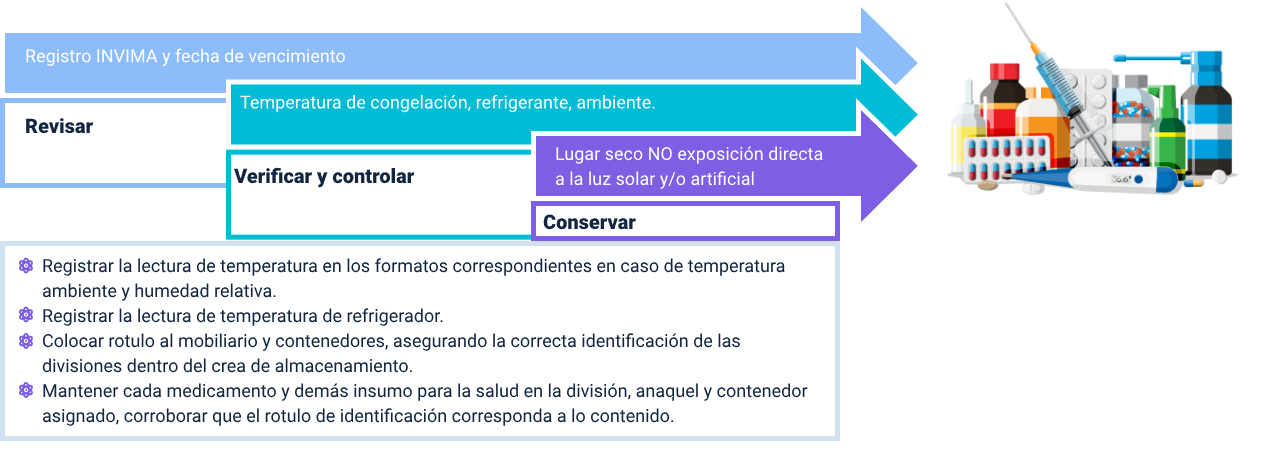 Registro INVIMA y fecha de vencimiento
Revisar
Temperatura de congelación, refrigerante, ambiente.
Verificar y controlar
Lugar seco NO exposición directa
a la luz solar y/o artificial
Conservar
Registrar la lectura de temperatura en los formatos correspondientes en caso de temperatura
ambiente y humedad relativa.
Registrar la lectura de temperatura de refrigerador.
Colocar rotulo al mobiliario y contenedores, asegurando la correcta identificación de las
divisiones dentro del crea de almacenamiento.
Mantener cada medicamento y demás insumo para la salud en la división, anaquel y contenedor
asignado, corroborar que el rotulo de identificación corresponda a lo contenido.
36.6°